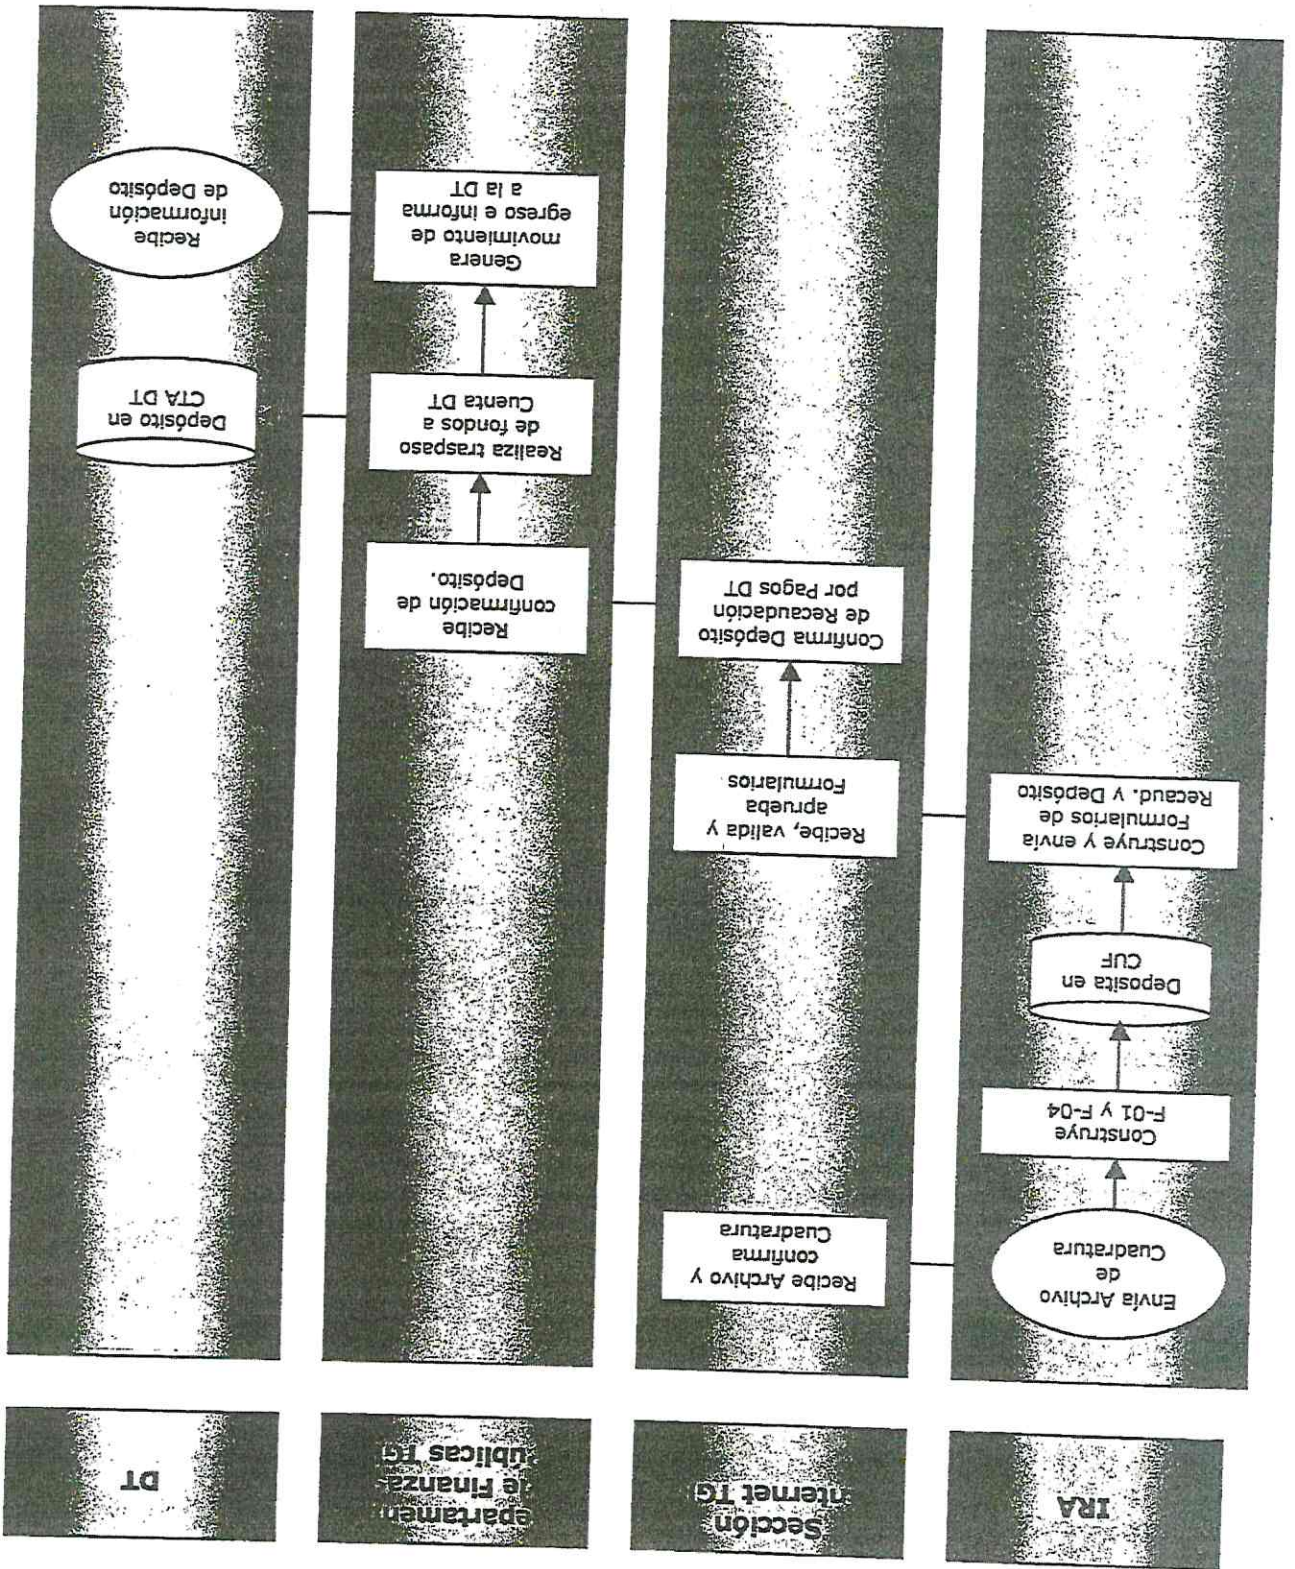 IRA
Sección
nternet TG
epartamen
le Finanza
úblicas TG
DT
Envía Archivo
de
Cuadratura
Recibe Archivo y
confirma
Cuadratura
Construye
F-01 y F-04
Deposita en
CUF
Construye y envía
Formularios de
Recaud. y Depósito
Recibe, valida y
aprueba
Formularios
Confirma Depósito
de Recaudación
por Pagos DT
Recibe
confirmación de
Depósito.
Realiza traspaso
de fondos a
Cuenta DT
Depósito en
CTA DT
Genera
movimiento de
egreso e informa
a la DT
Recibe
información
de Depósito